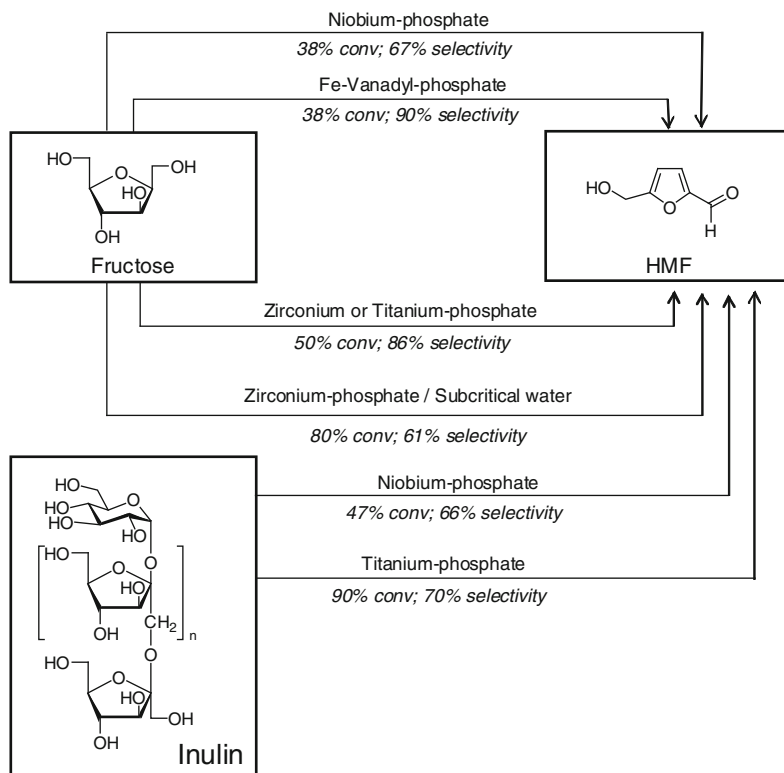 Niobium-phosphate
38% conv; 67% selectivity
Fe-Vanadyl-phosphate
38% conv; 90% selectivity
HO
O
OH
HO
OH
Fructose
HO
O
O
H
HMF
Zirconium or Titanium-phosphate
50% conv; 86% selectivity
Zirconium-phosphate / Subcritical water
80% conv; 61% selectivity
Niobium-phosphate
47% conv; 66% selectivity
Titanium-phosphate
90% conv; 70% selectivity
HO
HO
O
HO
HO
O
HO
O
HO
OH
CH2
n
O
HO
O
HO
OH
OH
Inulin